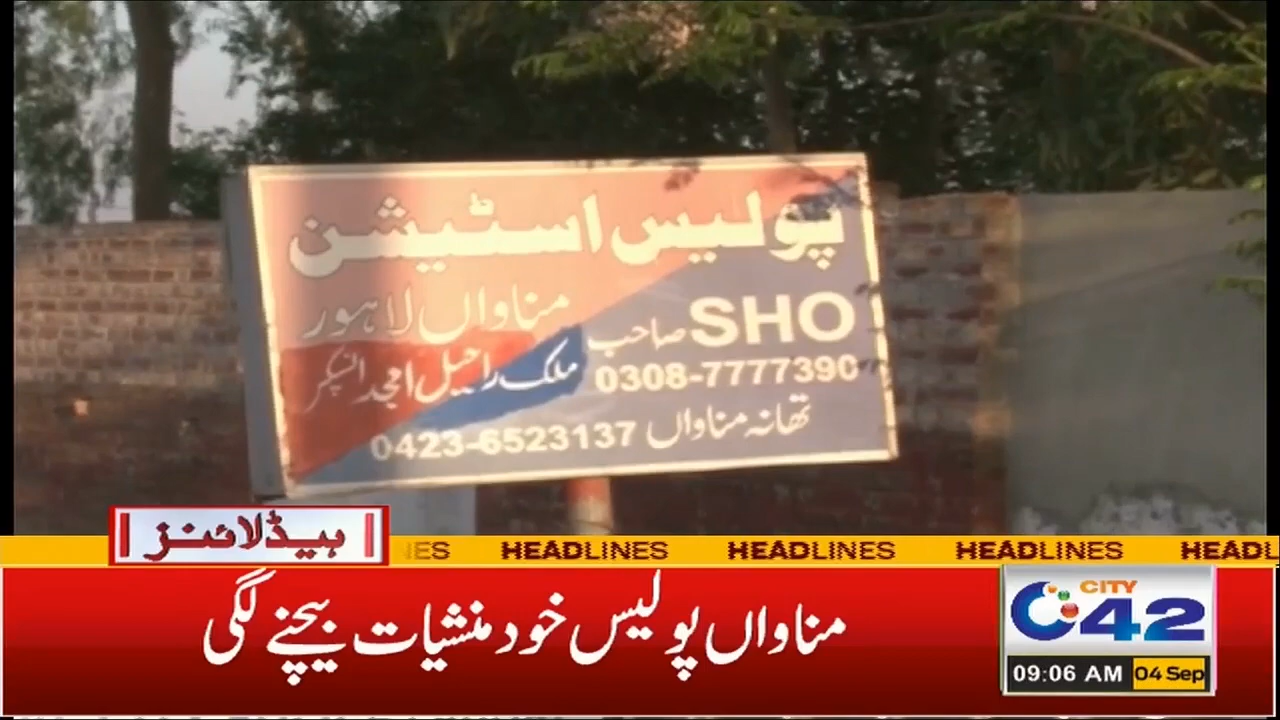 پولیس اسٹیشن
مناواں لاہور
SHO صاحب
ملک راحیل امجد انسپکٹر
0308-7777390
تھانہ مناواں 0423-6523137
ہیڈلائنز
IES HEADLINES HEADLINES HEADLINES HEADL
مناواں پولیس خود منشیات بیچنے لگی
CITY
42
09:06 AM 04 Sep